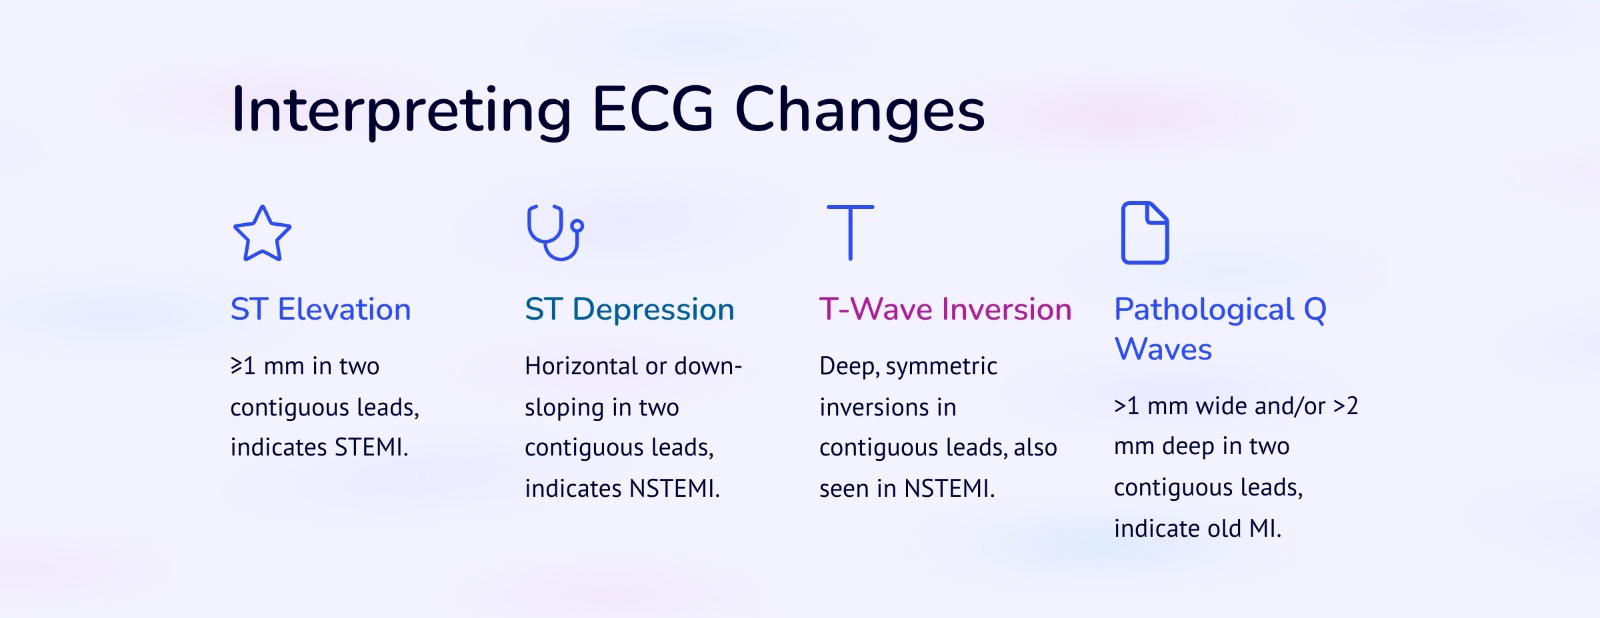 Interpreting ECG Changes
ST Elevation
≥1 mm in two
contiguous leads,
indicates STEMI.
ST Depression
Horizontal or down-
sloping in two
contiguous leads,
indicates NSTEMI.
T-Wave Inversion
Deep, symmetric
inversions in
contiguous leads, also
seen in NSTEMI.
Pathological Q
Waves
>1 mm wide and/or >2
mm deep in two
contiguous leads,
indicate old MI.